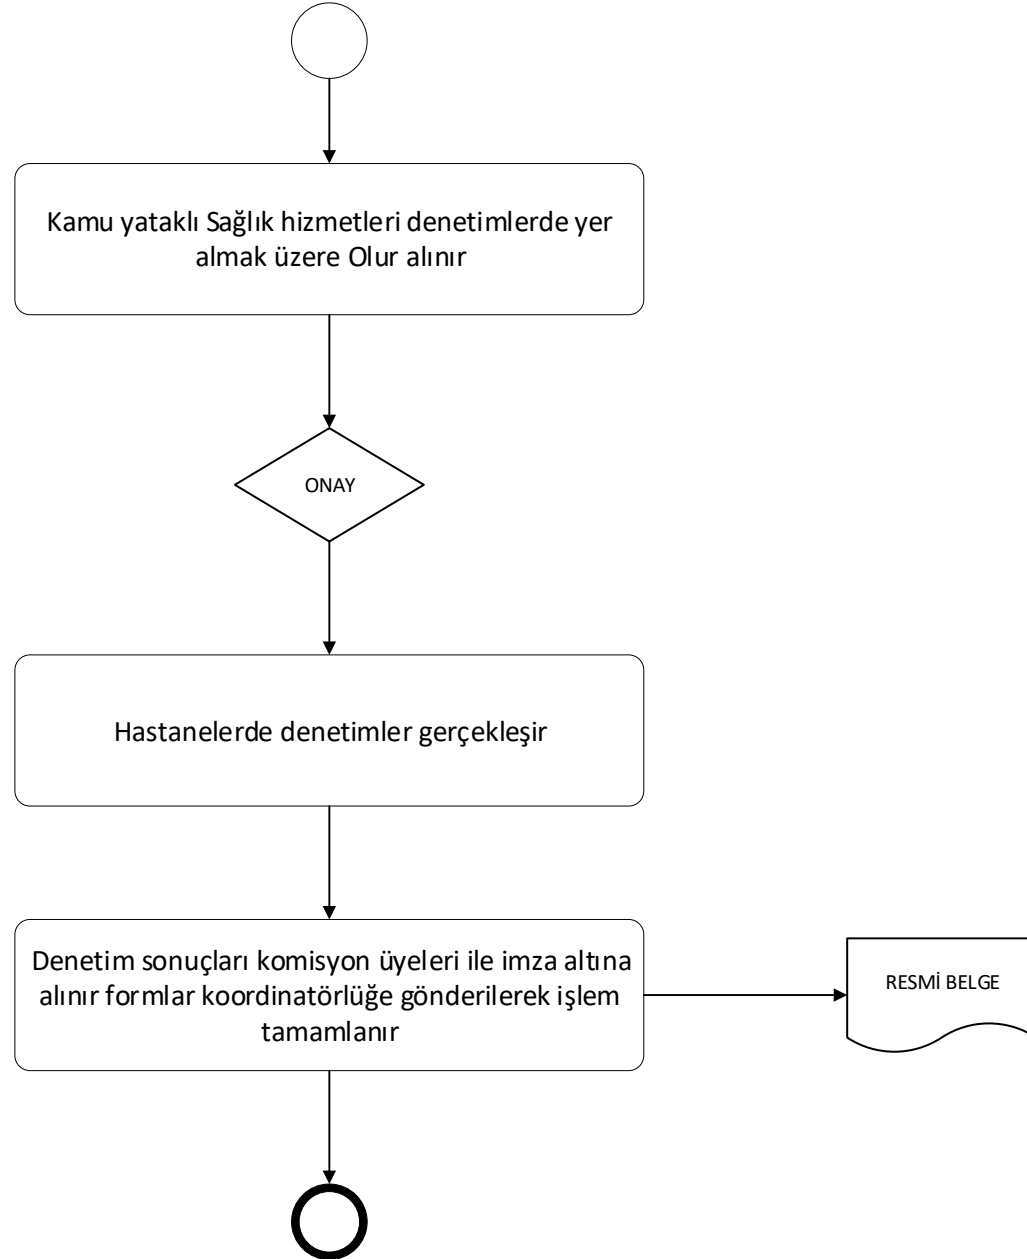 Kamu yataklı Sağlık hizmetleri denetimlerde yer
almak üzere Olur alınır
ONAY
Hastanelerde denetimler gerçekleşir
Denetim sonuçları komisyon üyeleri ile imza altına
alınır formlar koordinatörlüğe gönderilerek işlem
tamamlanır
RESMİ BELGE